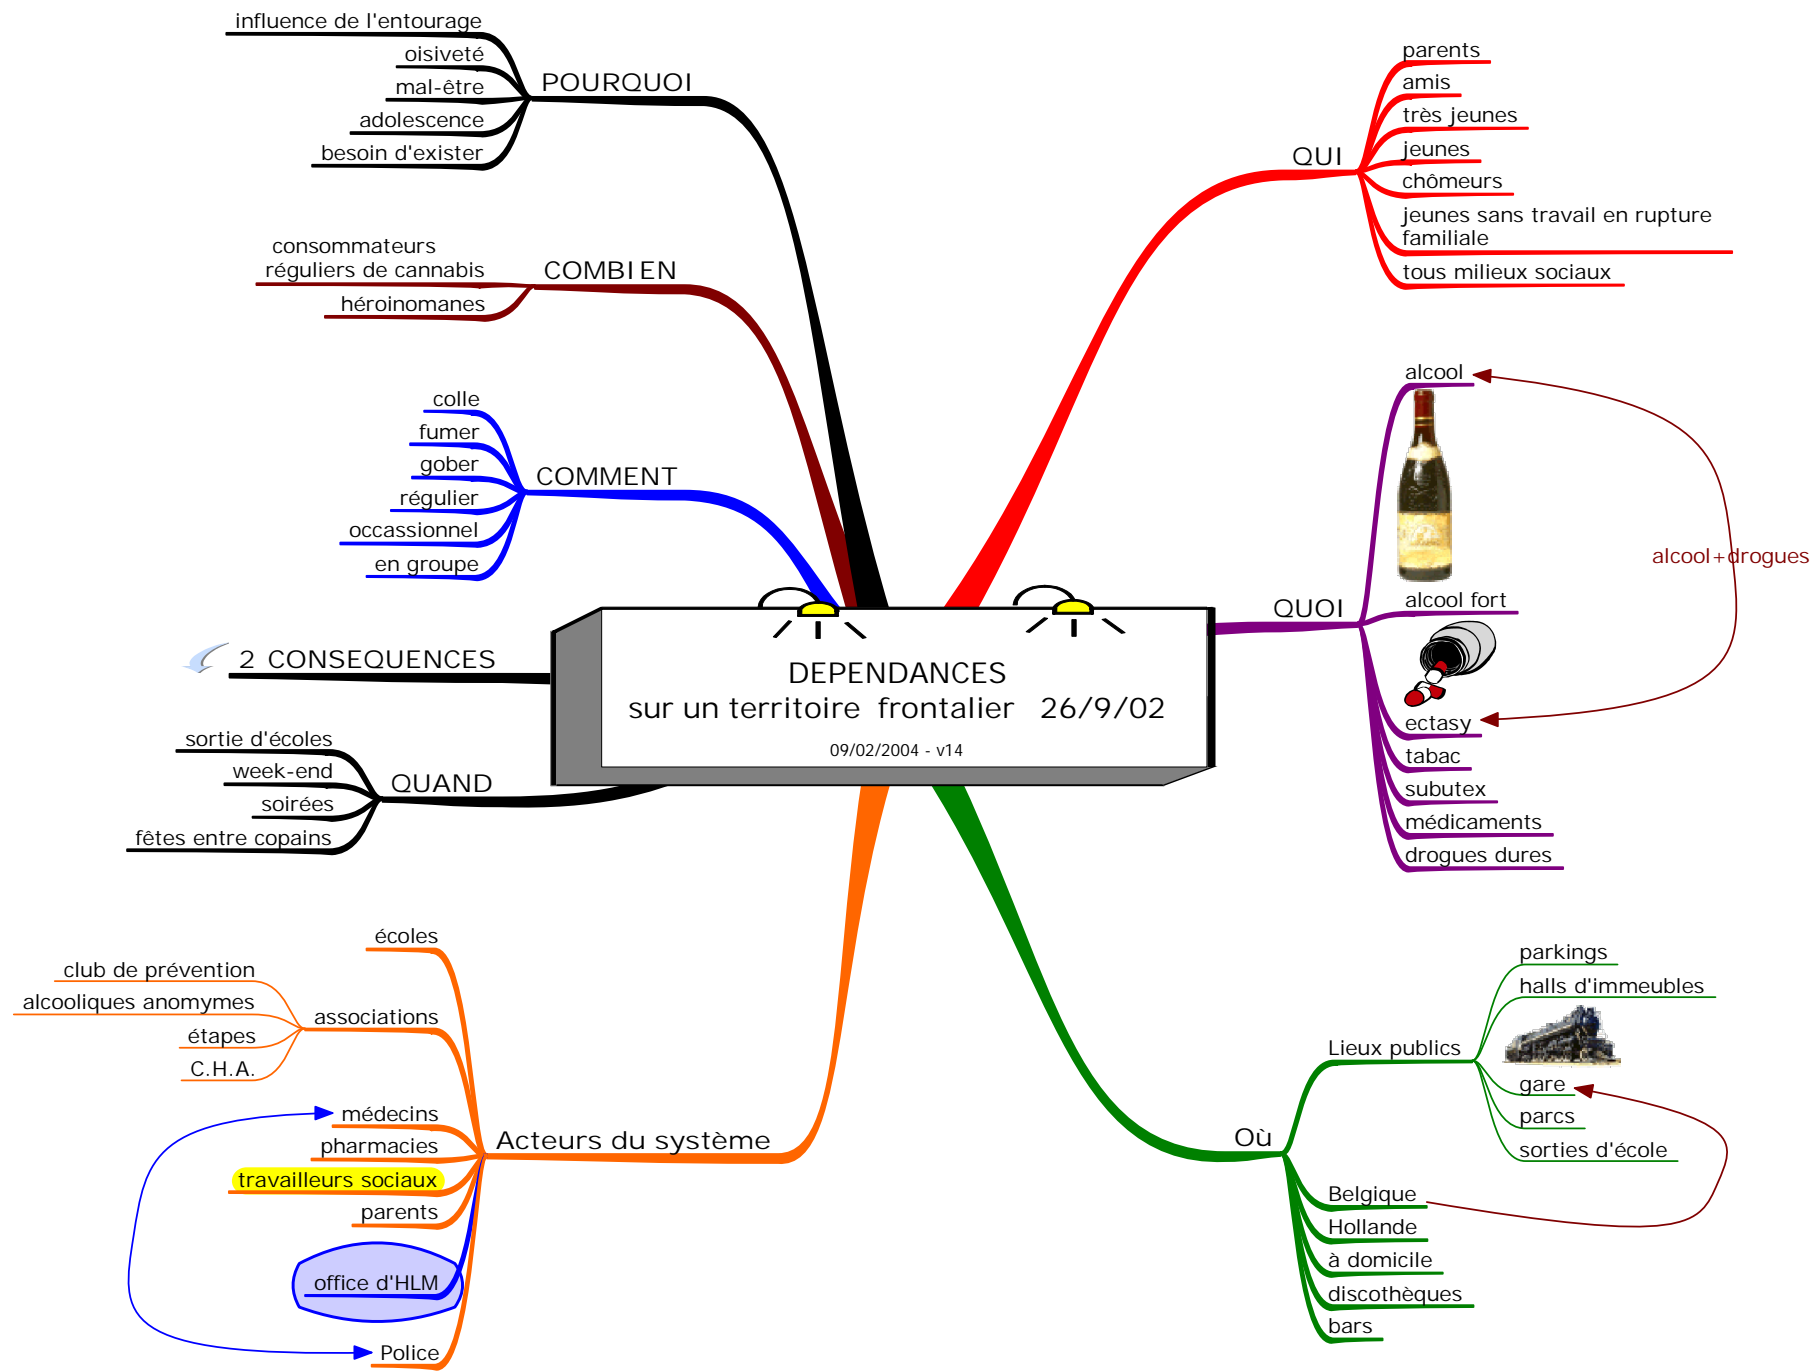 DEPENDANCES
sur un territoire frontalier 26/9/02
09/02/2004 - v14
QUI
parents
amis
très jeunes
jeunes
chômeurs
jeunes sans travail en rupture
familiale
tous milieux sociaux
QUOI
alcool
alcool fort
ectasy
tabac
subutex
médicaments
drogues dures
alcool+drogues
Où
Lieux publics
parkings
halls d'immeubles
gare
parcs
sorties d'école
Belgique
Hollande
à domicile
discothèques
bars
Acteurs du système
écoles
associations
club de prévention
alcooliques anomymes
étapes
C.H.A.
médecins
pharmacies
travailleurs sociaux
parents
office d'HLM
Police
QUAND
sortie d'écoles
week-end
soirées
fêtes entre copains
2 CONSEQUENCES
COMMENT
colle
fumer
gober
régulier
occassionnel
en groupe
COMBIEN
consommateurs
réguliers de cannabis
héroinomanes
POURQUOI
influence de l'entourage
oisiveté
mal-être
adolescence
besoin d'exister